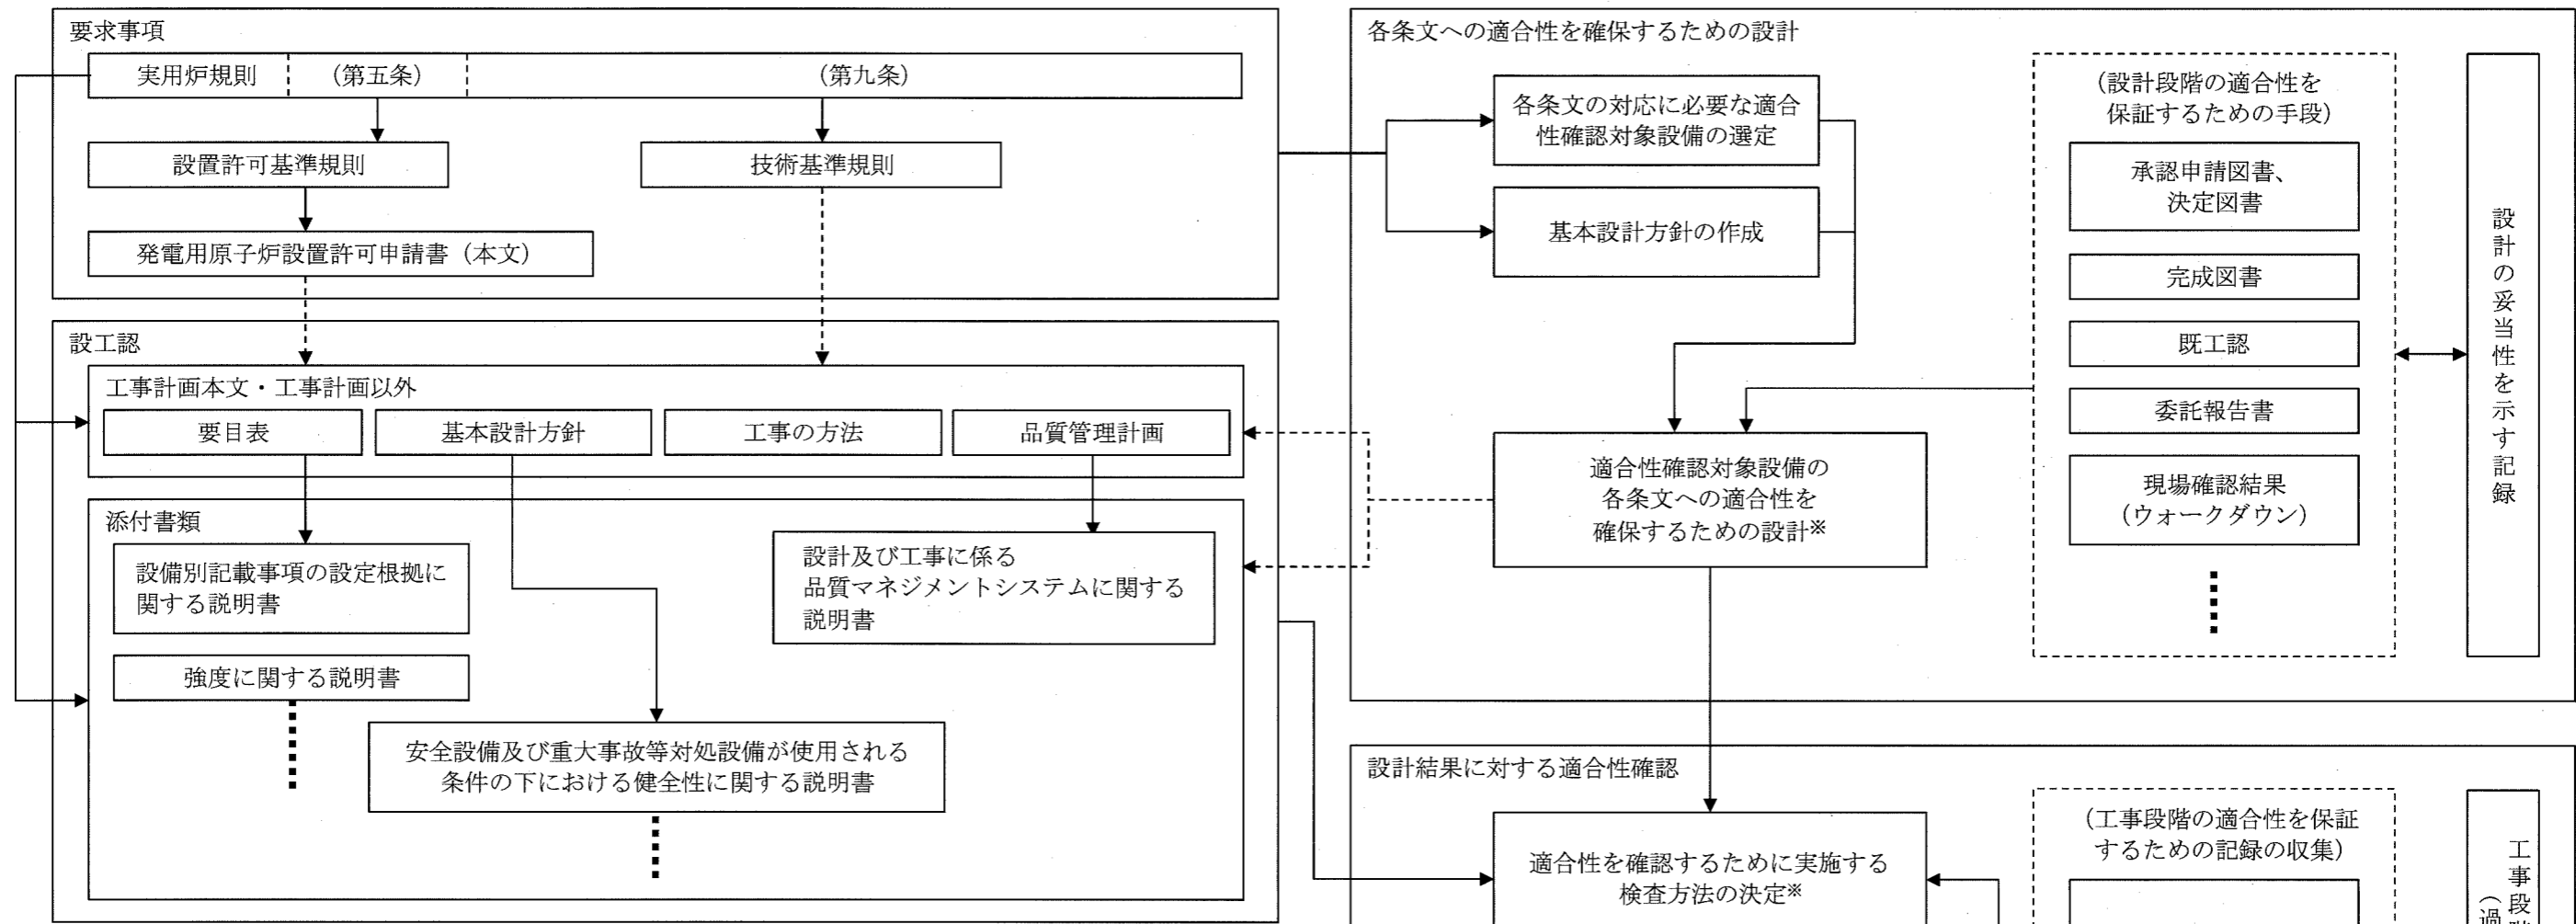 要求事項
実用炉規則
(第五条)
(第九条)
設置許可基準規則
技術基準規則
発電用原子炉設置許可申請書（本文）
設工認
工事計画本文・工事計画以外
要目表
基本設計方針
工事の方法
品質管理計画
添付書類
設備別記載事項の設定根拠に
関する説明書
設計及び工事に係る
品質マネジメントシステムに関する
説明書
強度に関する説明書
安全設備及び重大事故等対処設備が使用される
条件の下における健全性に関する説明書
各条文への適合性を確保するための設計
各条文の対応に必要な適合
性確認対象設備の選定
基本設計方針の作成
適合性確認対象設備の
各条文への適合性を
確保するための設計※
（設計段階の適合性を
保証するための手段）
承認申請図書、
決定図書
完成図書
既工認
委託報告書
現場確認結果
（ウォークダウン）
設計の妥当性を示す記録
設計結果に対する適合性確認
適合性を確認するために実施する
検査方法の決定※
（工事段階の適合性を保証
するための記録の収集）
工事段
（過